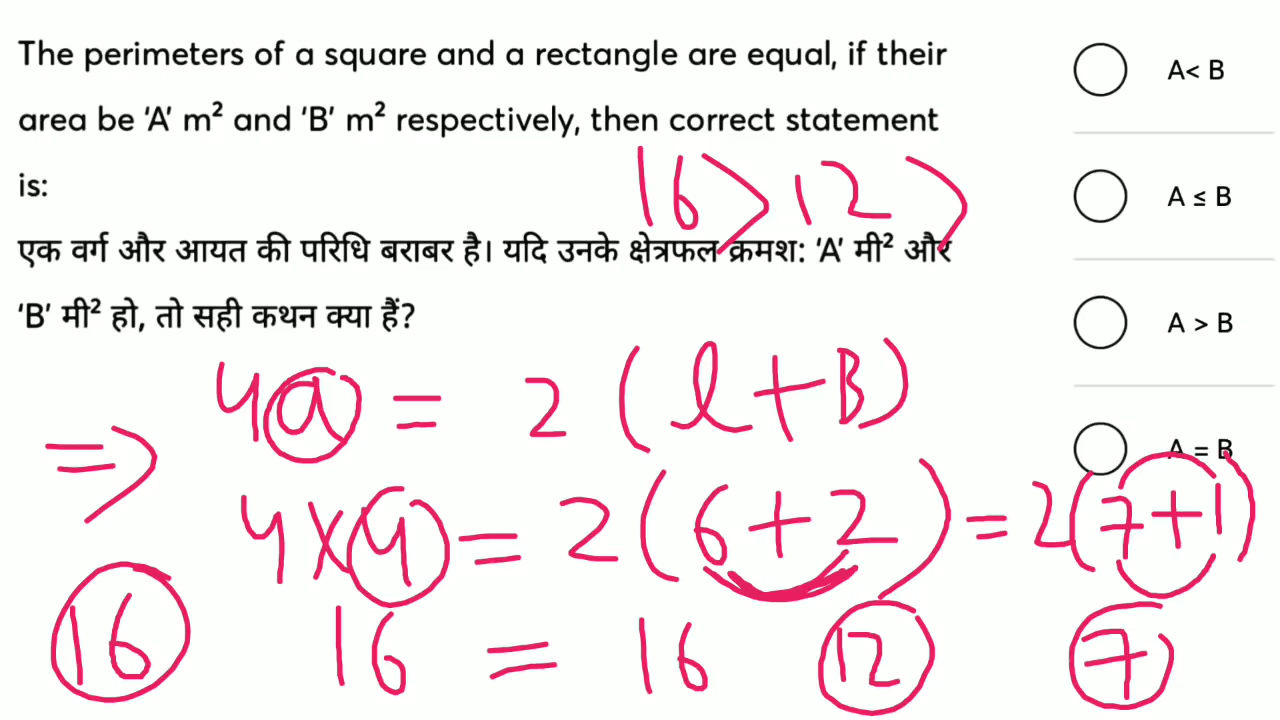 The perimeters of a square and a rectangle are equal, if their
area be 'A' m² and 'B' m² respectively, then correct statement
is:
16 > 12 >
एक वर्ग और आयत की परिधि बराबर है। यदि उनके क्षेत्रफल क्रमश: 'A' मी² और
'B' मी² हो, तो सही कथन क्या हैं?
A< B
A ≤ B
A > B
A = B
4a = 2 (l+B)
=>
4×4 = 2(6+2) = 2(7+1)
16 16 = 16 12 7